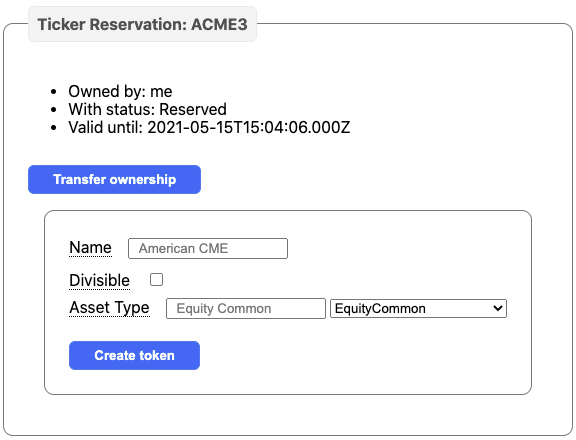 Ticker Reservation: ACME3
Owned by: me
With status: Reserved
Valid until: 2021-05-15T15:04:06.000Z
Transfer ownership
Name American CME
Divisible
Asset Type Equity Common EquityCommon
Create token